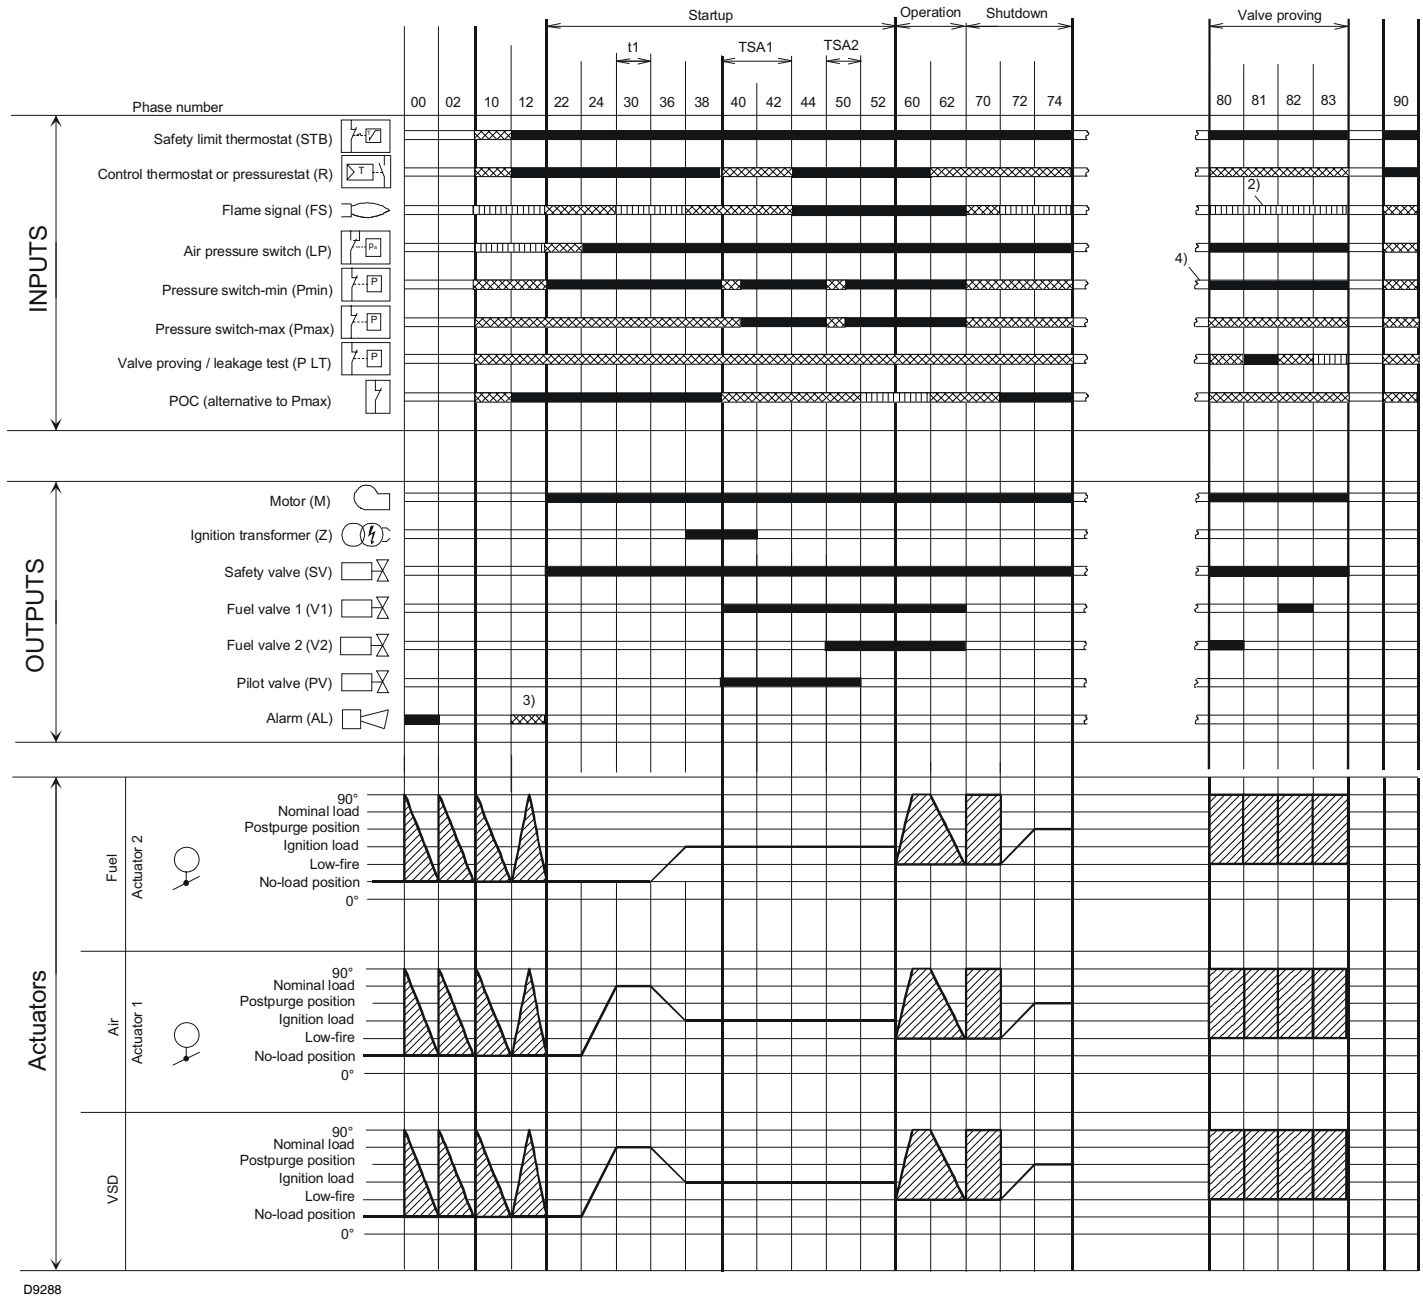 Startup Operation Shutdown Valve proving
t1 TSA1 TSA2
Phase number 00 02 10 12 22 24 30 36 38 40 42 44 50 52 60 62 70 72 74 80 81 82 83 90
INPUTS
Safety limit thermostat (STB)
Control thermostat or pressurestat (R) T
2)
Flame signal (FS)
Air pressure switch (LP) pa
4)
Pressure switch-min (Pmin) P
Pressure switch-max (Pmax) P
Valve proving / leakage test (P LT) P
POC (alternative to Pmax)
OUTPUTS
Motor (M)
Ignition transformer (Z)
Safety valve (SV)
Fuel valve 1 (V1)
Fuel valve 2 (V2)
Pilot valve (PV)
3)
Alarm (AL)
Actuators
Fuel
Actuator 2
90°
Nominal load
Postpurge position
Ignition load
Low-fire
No-load position
0°
Air
Actuator 1
90°
Nominal load
Postpurge position
Ignition load
Low-fire
No-load position
0°
VSD
90°
Nominal load
Postpurge position
Ignition load
Low-fire
No-load position
0°
D9288